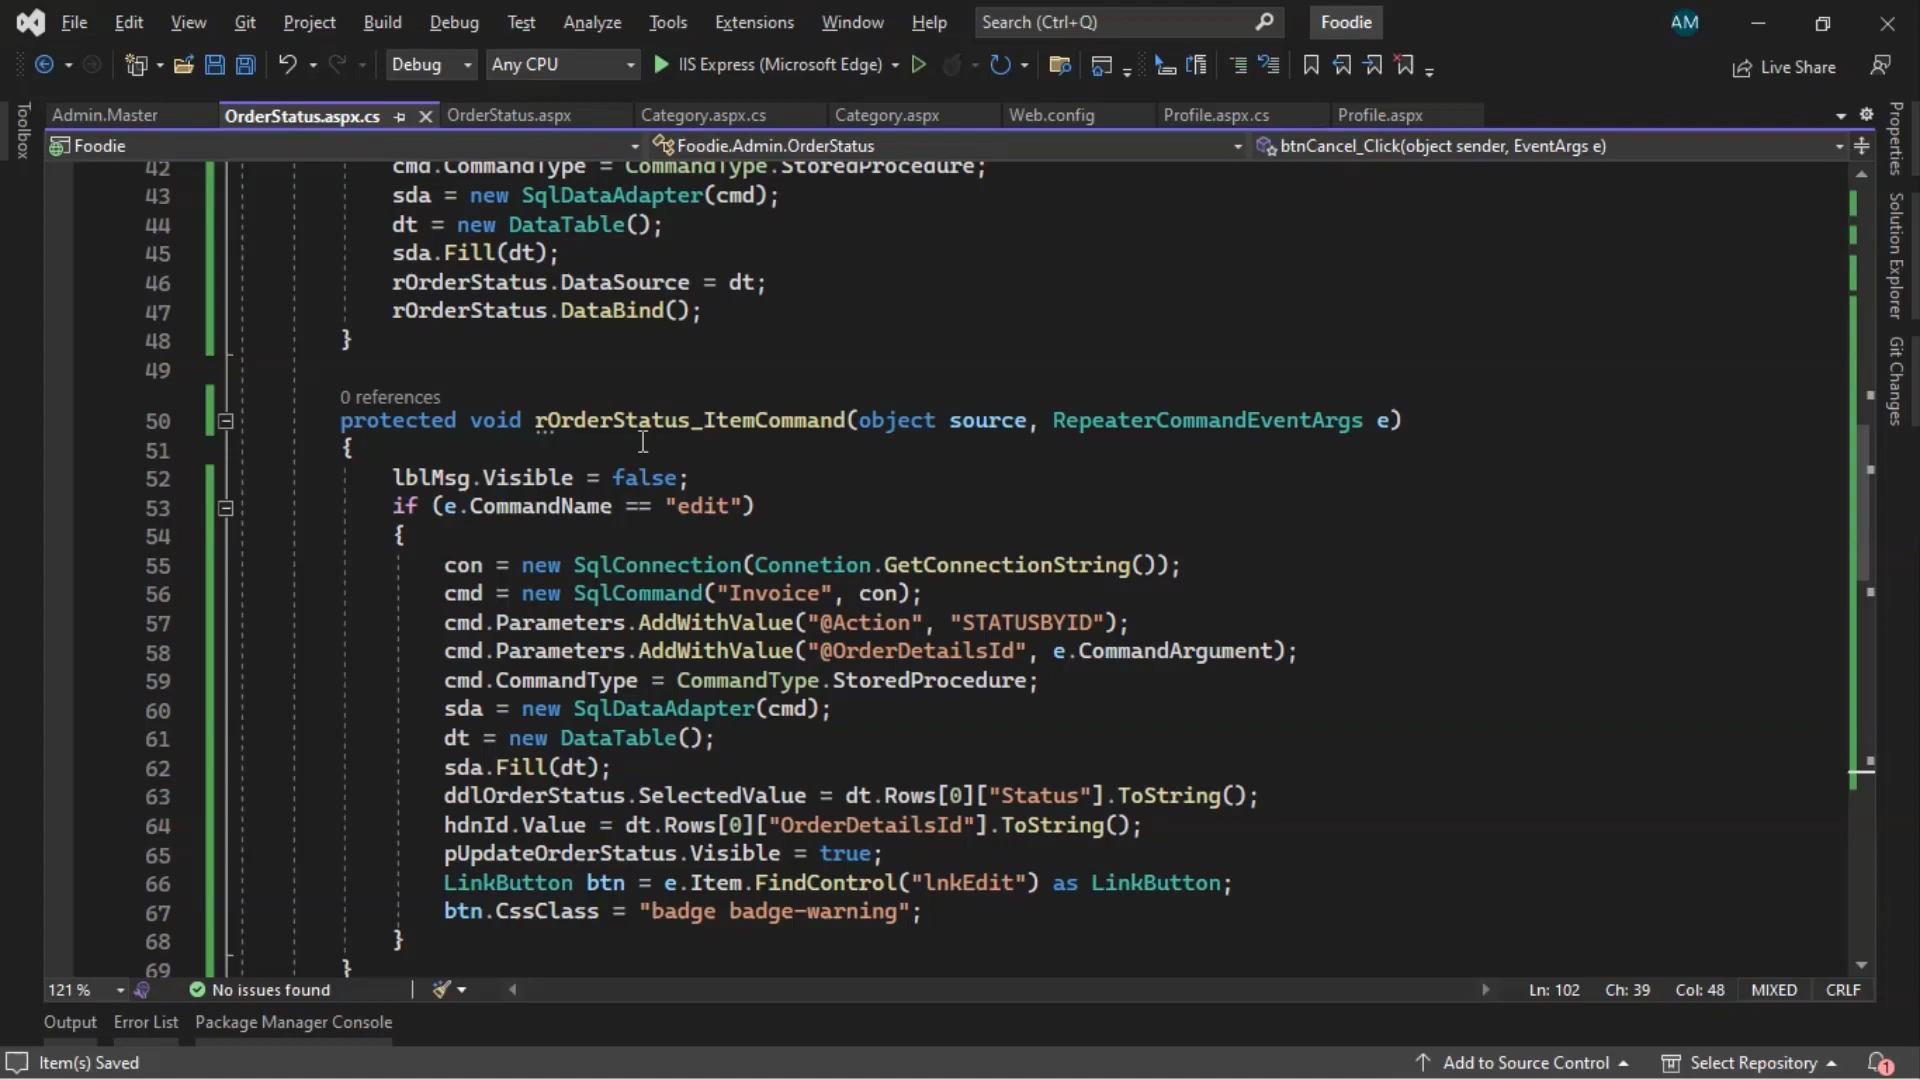 File Edit View Git Project Build Debug Test Analyze Tools Extensions Window Help Search (Ctrl+Q) Foodie AM
Debug Any CPU IIS Express (Microsoft Edge) Live Share
Toolbox
Admin.Master OrderStatus.aspx.cs OrderStatus.aspx Category.aspx.cs Category.aspx Web.config Profile.aspx.cs Profile.aspx
Foodie Foodie.Admin.OrderStatus btnCancel_Click(object sender, EventArgs e)
42 cmd.CommandType = CommandType.StoredProcedure;
43 sda = new SqlDataAdapter(cmd);
44 dt = new DataTable();
45 sda.Fill(dt);
46 rOrderStatus.DataSource = dt;
47 rOrderStatus.DataBind();
48 }
49
0 references
50 protected void rOrderStatus_ItemCommand(object source, RepeaterCommandEventArgs e)
51 {
52 lblMsg.Visible = false;
53 if (e.CommandName == "edit")
54 {
55 con = new SqlConnection(Connetion.GetConnectionString());
56 cmd = new SqlCommand("Invoice", con);
57 cmd.Parameters.AddWithValue("@Action", "STATUSBYID");
58 cmd.Parameters.AddWithValue("@OrderDetailsId", e.CommandArgument);
59 cmd.CommandType = CommandType.StoredProcedure;
60 sda = new SqlDataAdapter(cmd);
61 dt = new DataTable();
62 sda.Fill(dt);
63 ddlOrderStatus.SelectedValue = dt.Rows[0]["Status"].ToString();
64 hdnId.Value = dt.Rows[0]["OrderDetailsId"].ToString();
65 pUpdateOrderStatus.Visible = true;
66 LinkButton btn = e.Item.FindControl("lnkEdit") as LinkButton;
67 btn.CssClass = "badge badge-warning";
68 }
69 }
Properties
Solution Explorer
Git Changes
121 % No issues found Ln: 102 Ch: 39 Col: 48 MIXED CRLF
Output Error List Package Manager Console
Item(s) Saved Add to Source Control Select Repository 1